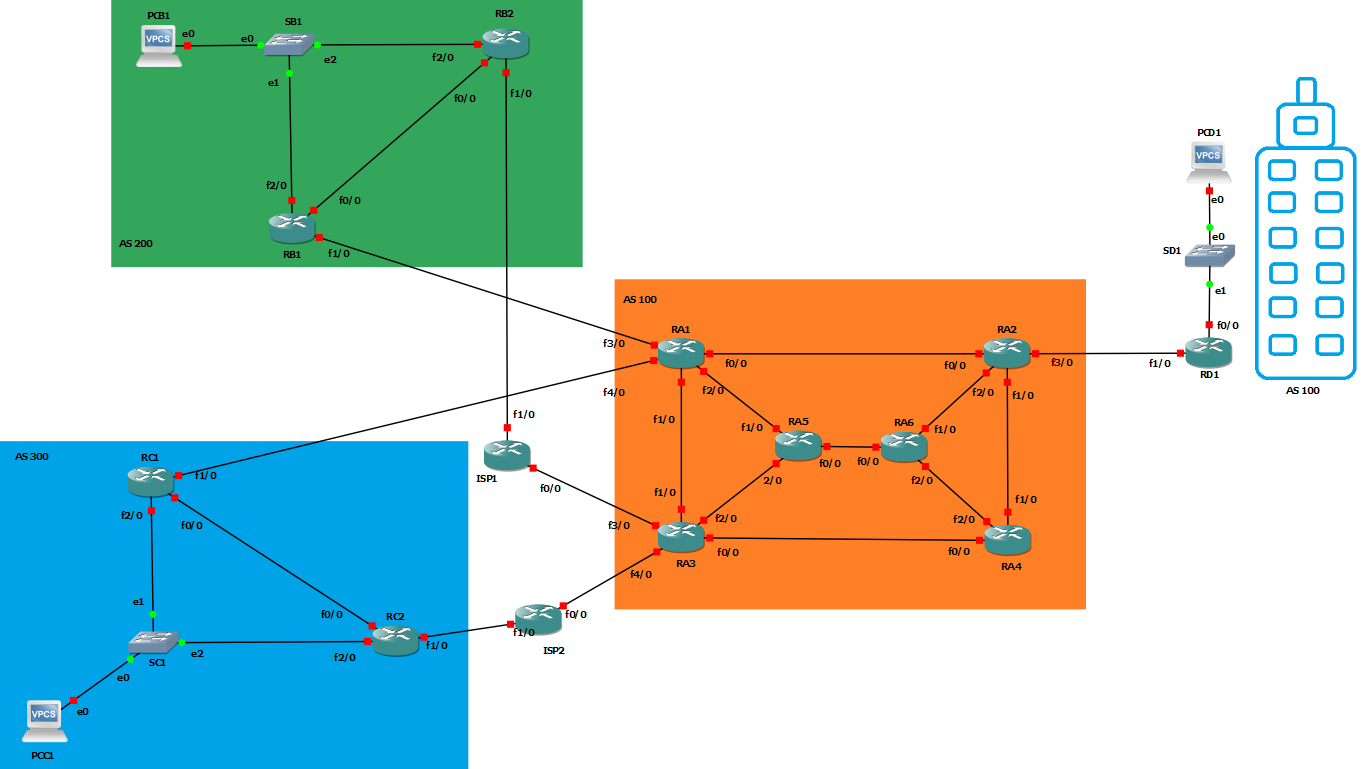 PCB1
VPCS
e0
e0
SB1
e2
e1
RB2
f2/0
f0/0
f1/0
f2/0
f0/0
RB1
f1/0
AS 200
PCD1
VPCS
e0
e0
SD1
e1
f0/0
f1/0
RD1
AS 100
AS 100
RA1
f3/0
f4/0
f0/0
f2/0
f1/0
RA2
f0/0
f3/0
f2/0
f1/0
RA5
f1/0
f0/0
2/0
RA6
f1/0
f0/0
f2/0
f1/0
f3/0
f2/0
f0/0
RA3
f4/0
f1/0
f2/0
f0/0
RA4
f1/0
ISP1
f0/0
AS 300
RC1
f1/0
f2/0
f0/0
e1
SC1
e2
e0
f0/0
RC2
f2/0
f1/0
f1/0
f0/0
ISP2
VPCS
e0
PCC1